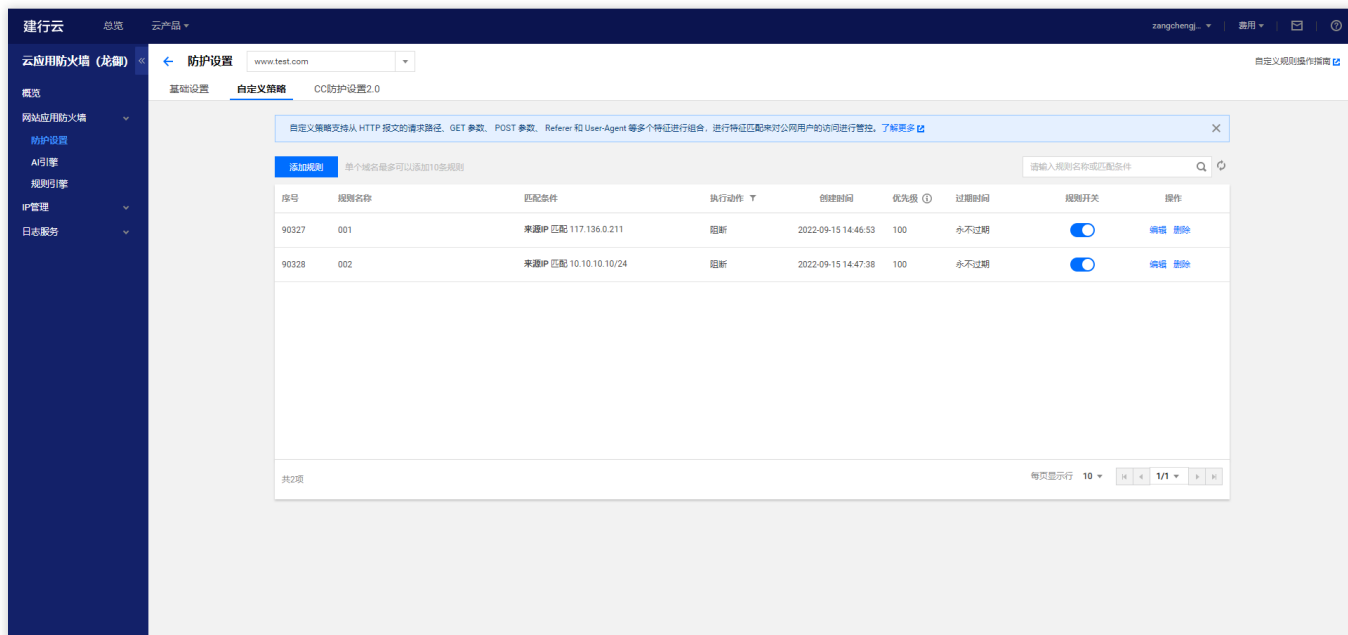 建行云 总览 云产品 zangchengj... 费用
云应用防火墙（龙御） 防护设置 www.test.com 自定义规则操作指南
基础设置 自定义策略 CC防护设置2.0
概览
网站应用防火墙
防护设置
AI引擎
规则引擎
IP管理
日志服务
自定义策略支持从 HTTP 报文的请求路径、GET 参数、 POST 参数、 Referer 和 User-Agent 等多个特征进行组合，进行特征匹配来对公网用户的访问进行管控。了解更多
添加规则 单个域名最多可以添加10条规则 请输入规则名称或匹配条件
序号 规则名称 匹配条件 执行动作 创建时间 优先级 过期时间 规则开关 操作
90327 001 来源IP 匹配 117.136.0.211 阻断 2022-09-15 14:46:53 100 永不过期 编辑 删除
90328 002 来源IP 匹配 10.10.10.10/24 阻断 2022-09-15 14:47:38 100 永不过期 编辑 删除
共2项 每页显示行 10 1/1